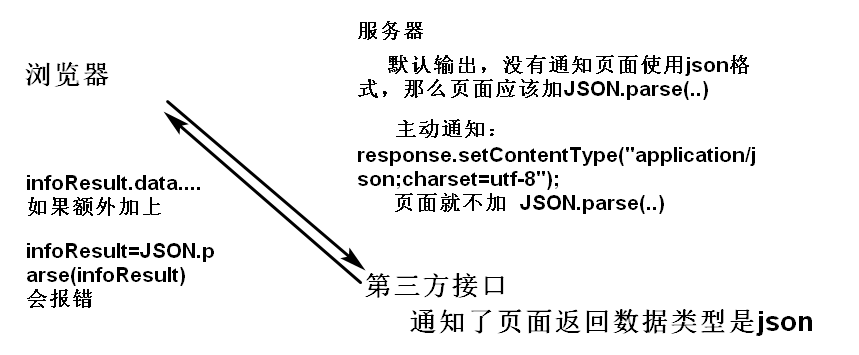 服务器
默认输出，没有通知页面使用json格
式，那么页面应该加JSON.parse(..)
主动通知：
response.setContentType("application/j
son;charset=utf-8");
页面就不加 JSON.parse(..)
浏览器
infoResult.data....
如果额外加上
infoResult=JSON.p
arse(infoResult)
会报错
第三方接口
通知了页面返回数据类型是json